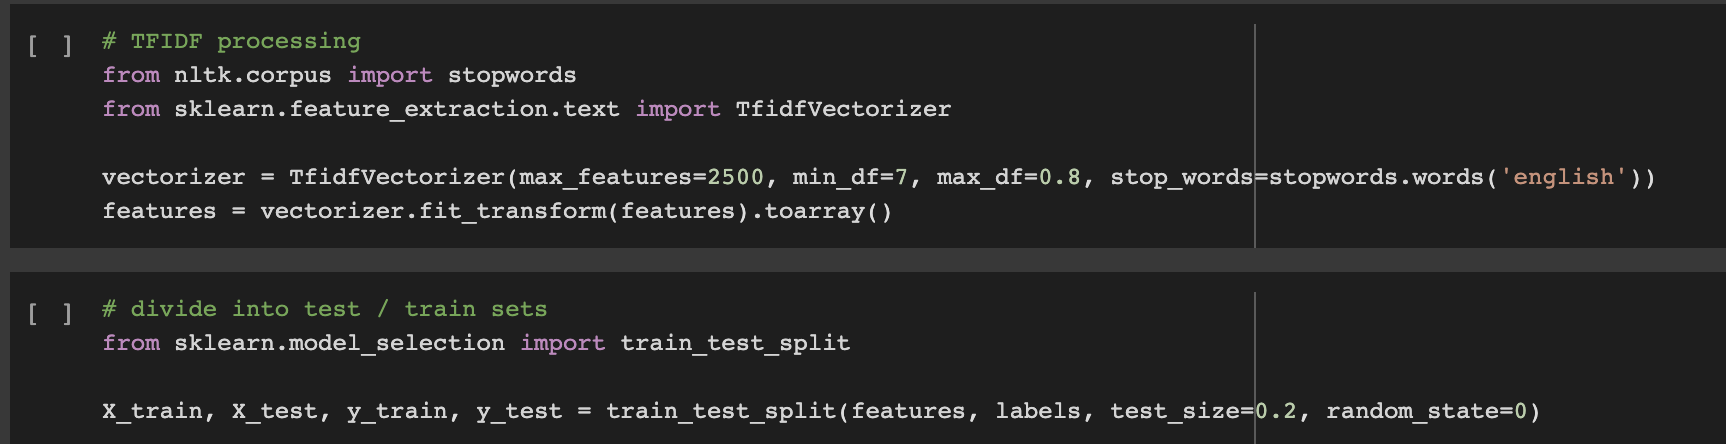 [ ] # TFIDF processing
from nltk.corpus import stopwords
from sklearn.feature_extraction.text import TfidfVectorizer
vectorizer = TfidfVectorizer(max_features=2500, min_df=7, max_df=0.8, stop_words=stopwords.words('english'))
features = vectorizer.fit_transform(features).toarray()
[ ] # divide into test / train sets
from sklearn.model_selection import train_test_split
X_train, X_test, y_train, y_test = train_test_split(features, labels, test_size=0.2, random_state=0)